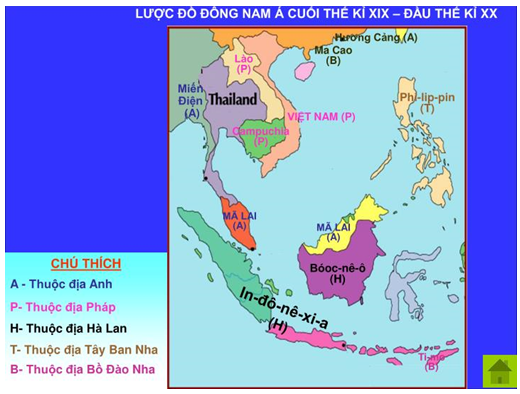 LƯỢC ĐỒ ĐÔNG NAM Á CUỐI THẾ KỈ XIX – ĐẦU THẾ KỈ XX
Hương Cảng (A)
Ma Cao
(B)
Lào
(P)
Miến
Điện
(A)
Thailand
Phi-lip-pin
(T)
VIỆT NAM (P)
Campuchia
(P)
MÃ LAI
(A)
MÃ LAI
(A)
Bóoc-nê-ô
(H)
In-đô-nê-xi-a
(H)
Ti-mo
(B)
CHÚ THÍCH
A - Thuộc địa Anh
P- Thuộc địa Pháp
H- Thuộc địa Hà Lan
T- Thuộc địa Tây Ban Nha
B- Thuộc địa Bồ Đào Nha